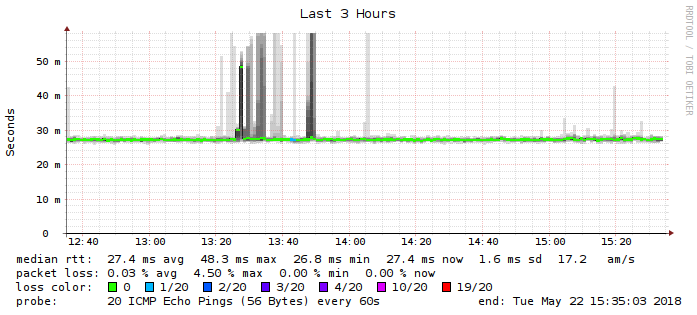 Last 3 Hours
RRDTOOL / TOBI OETIKER
Seconds
50 m
40 m
30 m
20 m
10 m
0
12:40 13:00 13:20 13:40 14:00 14:20 14:40 15:00 15:20
median rtt: 27.4 ms avg 48.3 ms max 26.8 ms min 27.4 ms now 1.6 ms sd 17.2 am/s
packet loss: 0.03 % avg 4.50 % max 0.00 % min 0.00 % now
loss color: 0 1/20 2/20 3/20 4/20 10/20 19/20
probe: 20 ICMP Echo Pings (56 Bytes) every 60s end: Tue May 22 15:35:03 2018